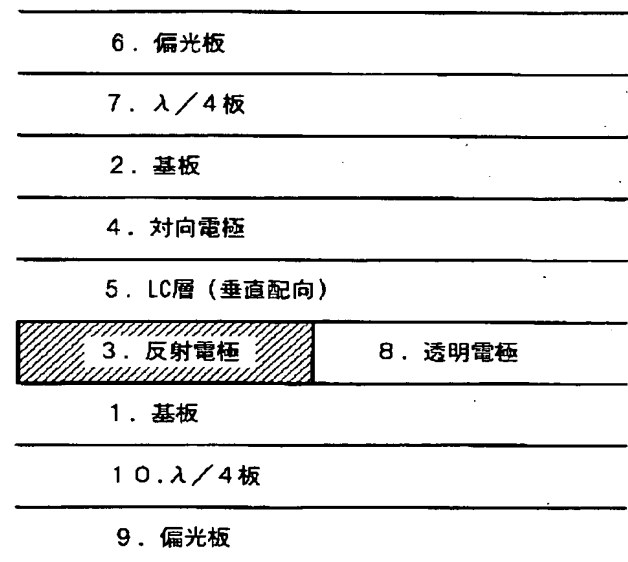 6. 偏光板
7. λ/4板
2. 基板
4. 対向電極
5. LC層 (垂直配向)
3. 反射電極
8. 透明電極
1. 基板
10.λ/4板
9. 偏光板